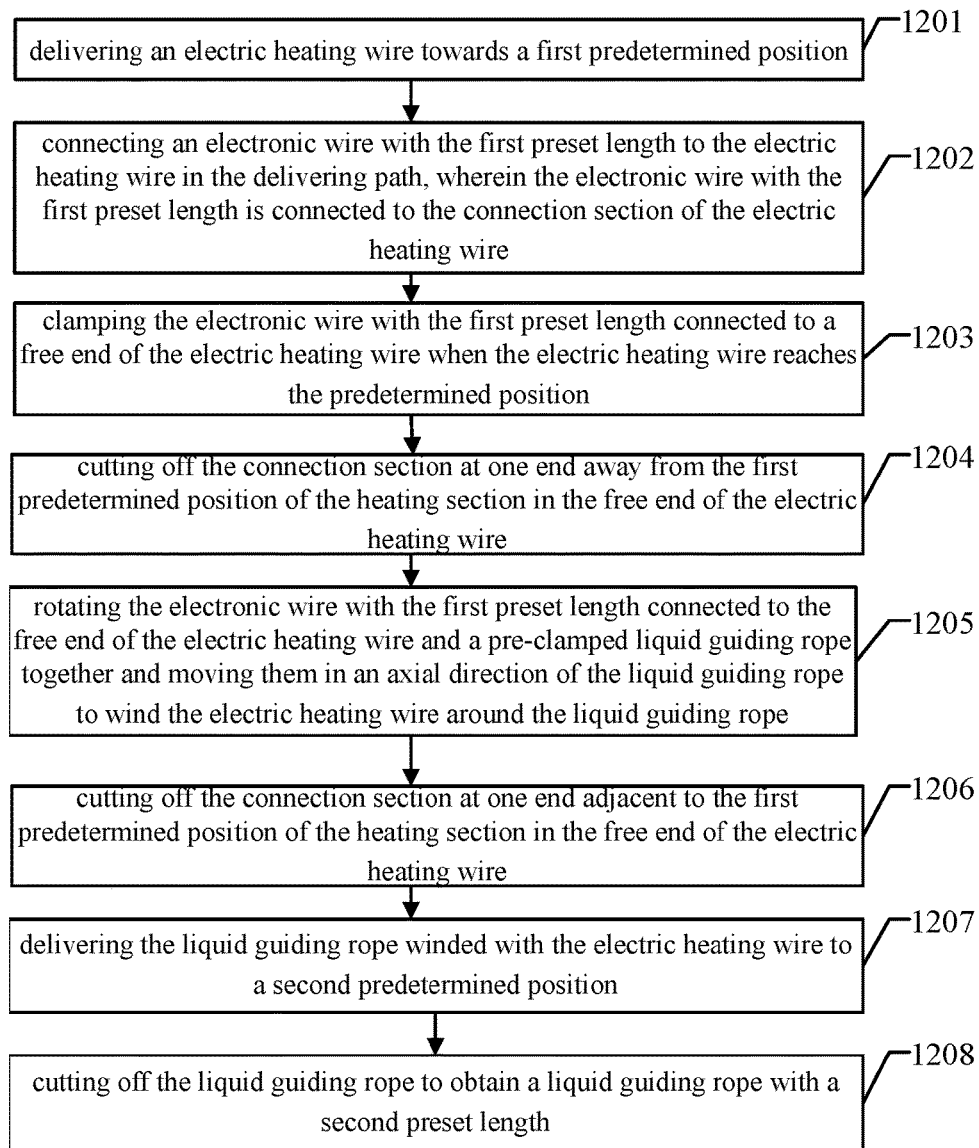 1201
delivering an electric heating wire towards a first predetermined position
1202
connecting an electronic wire with the first preset length to the electric
heating wire in the delivering path, wherein the electronic wire with the
first preset length is connected to the connection section of the electric
heating wire
1203
clamping the electronic wire with the first preset length connected to a
free end of the electric heating wire when the electric heating wire reaches
the predetermined position
1204
cutting off the connection section at one end away from the first
predetermined position of the heating section in the free end of the electric
heating wire
1205
rotating the electronic wire with the first preset length connected to the
free end of the electric heating wire and a pre-clamped liquid guiding rope
together and moving them in an axial direction of the liquid guiding rope
to wind the electric heating wire around the liquid guiding rope
1206
cutting off the connection section at one end adjacent to the first
predetermined position of the heating section in the free end of the electric
heating wire
1207
delivering the liquid guiding rope winded with the electric heating wire to
a second predetermined position
1208
cutting off the liquid guiding rope to obtain a liquid guiding rope with a
second preset length